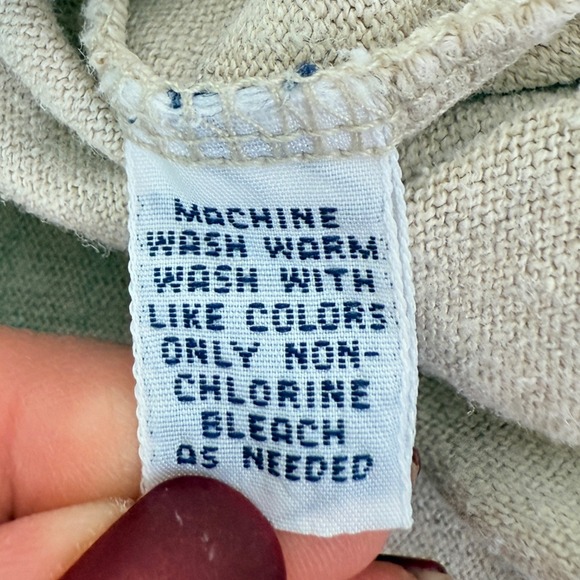 MACHINE
WASH WARM
WASH WITH
LIKE COLORS
ONLY NON-
CHLORINE
BLEACH
AS NEEDED